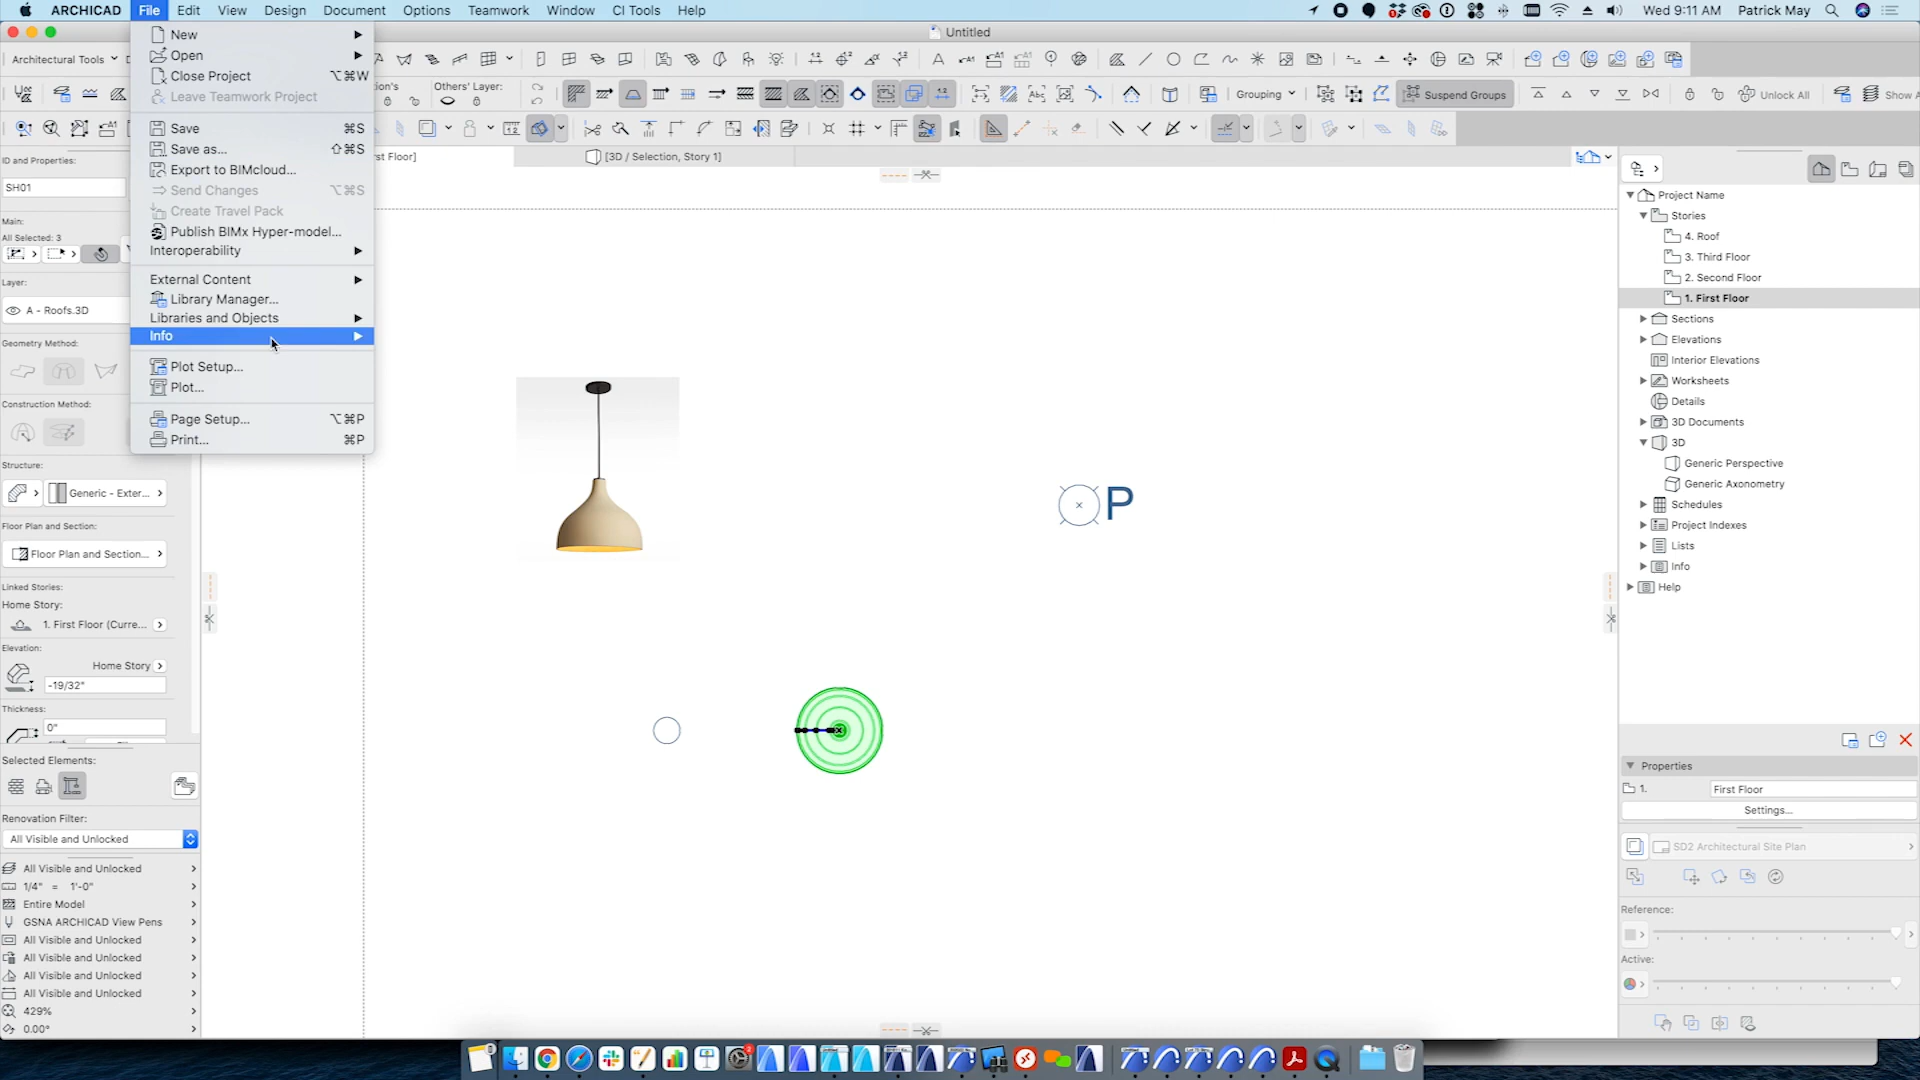 ARCHICAD File Edit View Design Document Options Teamwork Window CI Tools Help
Wed 9:11 AM Patrick May
Untitled
Architectural Tools
New
Open
Close Project ⌥⌘W
Leave Teamwork Project
Save ⌘S
Save as... ⇧⌘S
Export to BIMcloud...
Send Changes ⌥⌘S
Create Travel Pack
Publish BIMx Hyper-model...
Interoperability
External Content
Library Manager...
Libraries and Objects
Info
Plot Setup...
Plot...
Page Setup... ⌥⌘P
Print... ⌘P
Others' Layer:
Grouping
Suspend Groups
Unlock All
Show
rst Floor]
[3D / Selection, Story 1]
ID and Properties:
SH01
Main:
All Selected: 3
Layer:
A - Roofs.3D
Geometry Method:
Construction Method:
Structure:
Generic - Exter...
Floor Plan and Section:
Floor Plan and Section...
Linked Stories:
Home Story:
1. First Floor (Curre...
Elevation:
Home Story
-19/32"
Thickness:
0"
Selected Elements:
Renovation Filter:
All Visible and Unlocked
All Visible and Unlocked
1/4" = 1'-0"
Entire Model
GSNA ARCHICAD View Pens
All Visible and Unlocked
All Visible and Unlocked
All Visible and Unlocked
All Visible and Unlocked
429%
0.00°
P
Project Name
Stories
4. Roof
3. Third Floor
2. Second Floor
1. First Floor
Sections
Elevations
Interior Elevations
Worksheets
Details
3D Documents
3D
Generic Perspective
Generic Axonometry
Schedules
Project Indexes
Lists
Info
Help
Properties
1. First Floor
Settings...
SD2 Architectural Site Plan
Reference:
Active: